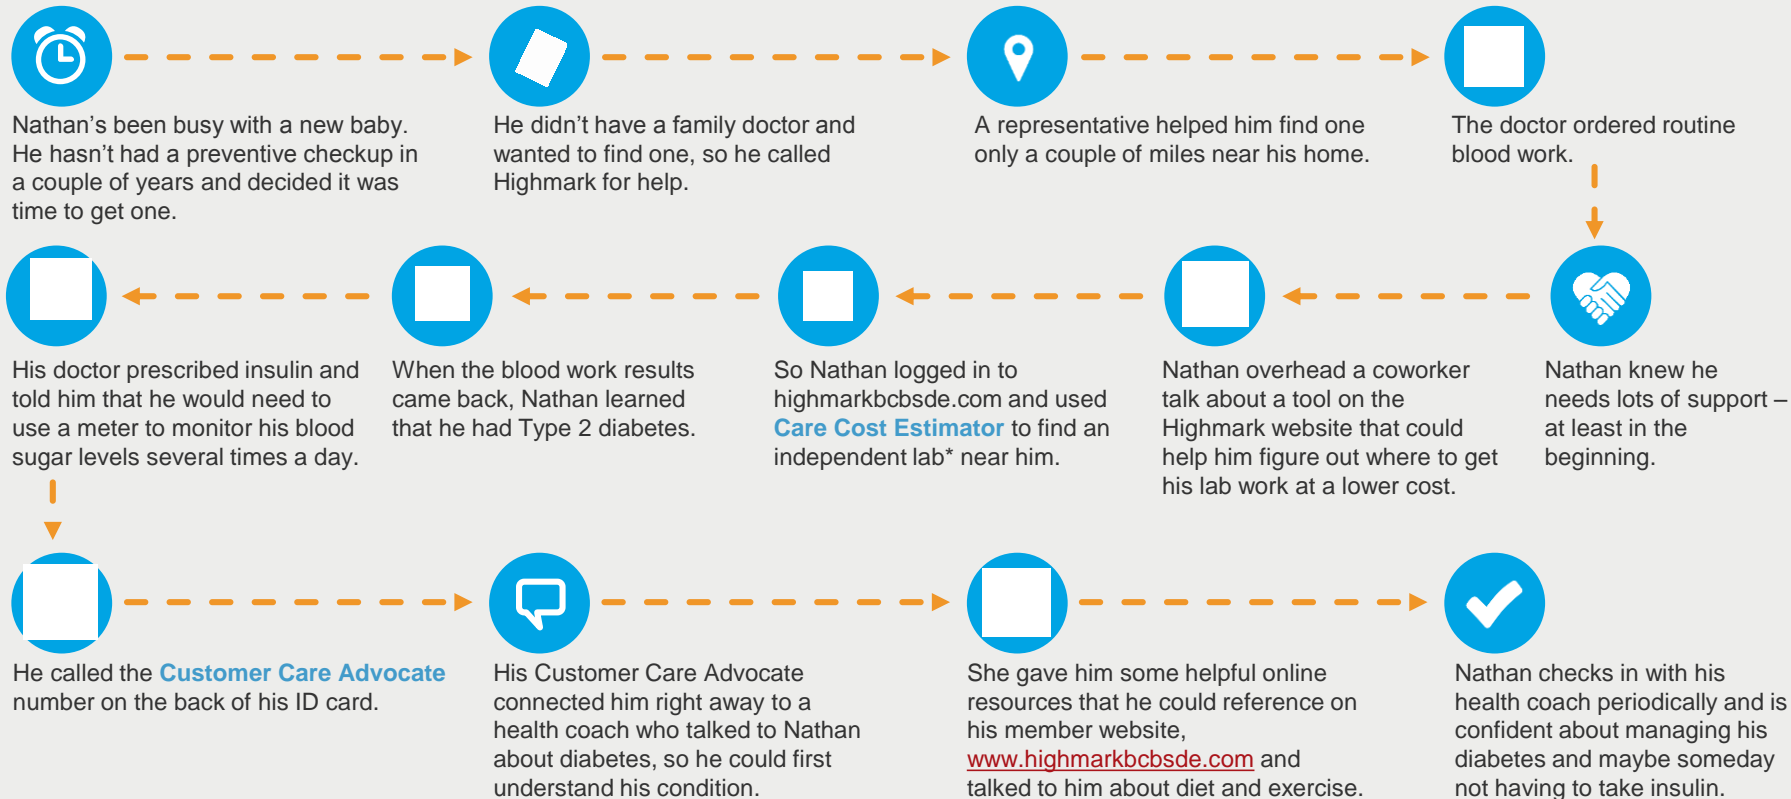 Nathan’s been busy with a new baby.
He hasn’t had a preventive checkup in
a couple of years and decided it was
time to get one.
He didn’t have a family doctor and
wanted to find one, so he called
Highmark for help.
A representative helped him find one
only a couple of miles near his home.
The doctor ordered routine
blood work.
Nathan knew he
needs lots of support –
at least in the
beginning.
Nathan overhead a coworker
talk about a tool on the
Highmark website that could
help him figure out where to get
his lab work at a lower cost.
So Nathan logged in to
highmarkbcbsde.com and used
Care Cost Estimator to find an
independent lab* near him.
When the blood work results
came back, Nathan learned
that he had Type 2 diabetes.
His doctor prescribed insulin and
told him that he would need to
use a meter to monitor his blood
sugar levels several times a day.
He called the Customer Care Advocate
number on the back of his ID card.
His Customer Care Advocate
connected him right away to a
health coach who talked to Nathan
about diabetes, so he could first
understand his condition.
She gave him some helpful online
resources that he could reference on
his member website,
www.highmarkbcbsde.com and
talked to him about diet and exercise.
Nathan checks in with his
health coach periodically and is
confident about managing his
diabetes and maybe someday
not having to take insulin.